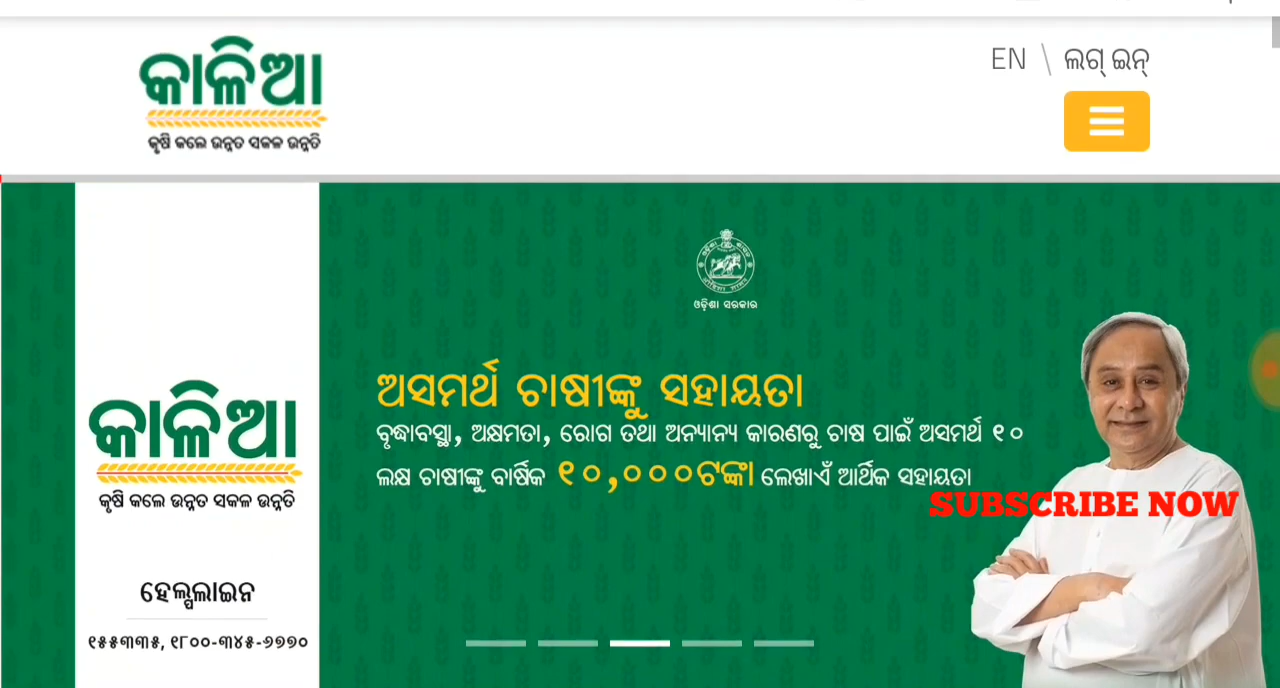 କାଳିଆ
କୃଷି କଲେ ଉନ୍ନତ ସକଳ ଉନ୍ନତି
EN \ ଲଗ୍ ଇନ୍
ଓଡ଼ିଶା ସରକାର
ଅସମର୍ଥ ଚାଷୀଙ୍କୁ ସହାୟତା
ବୃଦ୍ଧାବସ୍ଥା, ଅକ୍ଷମତା, ରୋଗ ତଥା ଅନ୍ୟାନ୍ୟ କାରଣରୁ ଚାଷ ପାଇଁ ଅସମର୍ଥ ୧୦
ଲକ୍ଷ ଚାଷୀଙ୍କୁ ବାର୍ଷିକ ୧୦,୦୦୦ଟଙ୍କା ଲେଖାଏଁ ଆର୍ଥିକ ସହାୟତା
SUBSCRIBE NOW
କାଳିଆ
କୃଷି କଲେ ଉନ୍ନତ ସକଳ ଉନ୍ନତି
ହେଲ୍ପଲାଇନ
୧୫୫୩୩୫, ୧୮୦୦-୩୪୫-୬୭୭୦